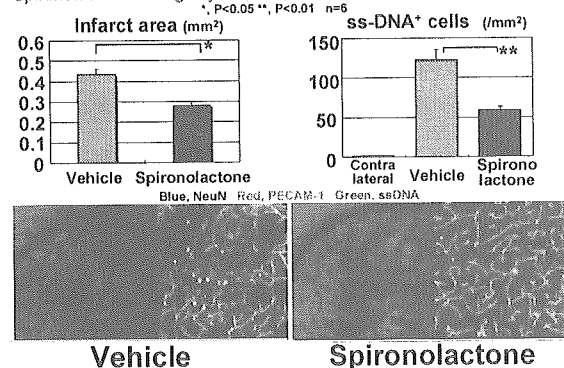 *, P<0.05 **, P<0.01 n=6
Infarct area (mm²)
0.6
0.5
0.4
0.3
0.2
0.1
0
*
Vehicle Spironolactone
ss-DNA⁺ cells (/mm²)
150
100
50
0
**
Contra lateral
Vehicle
Spirono lactone
Blue, NeuN Red, PECAM-1 Green, ssDNA
Vehicle
Spironolactone